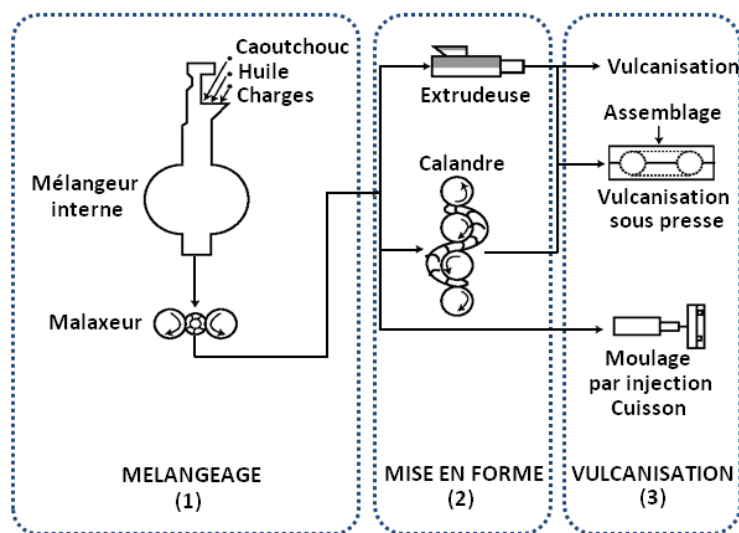 Caoutchouc
Huile
Charges
Mélangeur
interne
Malaxeur
MELANGEAGE
(1)
Extrudeuse
Calandre
MISE EN FORME
(2)
Vulcanisation
Assemblage
Vulcanisation
sous presse
Moulage
par injection
Cuisson
VULCANISATION
(3)